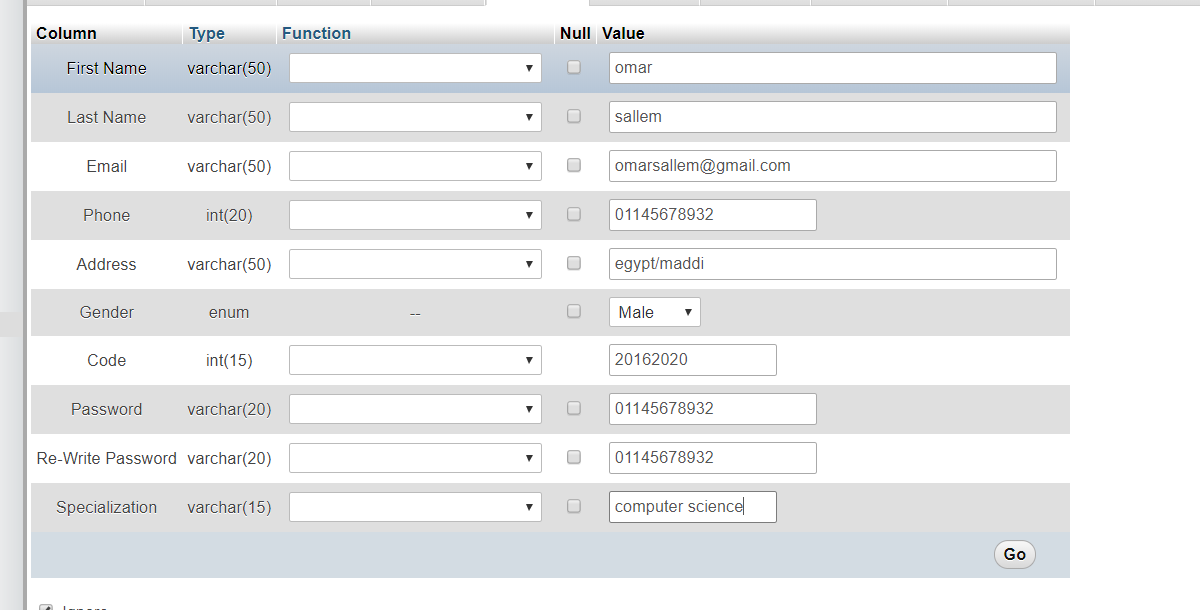 Column Type Function Null Value
First Name varchar(50) omar
Last Name varchar(50) sallem
Email varchar(50) omarsallem@gmail.com
Phone int(20) 01145678932
Address varchar(50) egypt/maddi
Gender enum -- Male
Code int(15) 20162020
Password varchar(20) 01145678932
Re-Write Password varchar(20) 01145678932
Specialization varchar(15) computer science
Go
Ignore